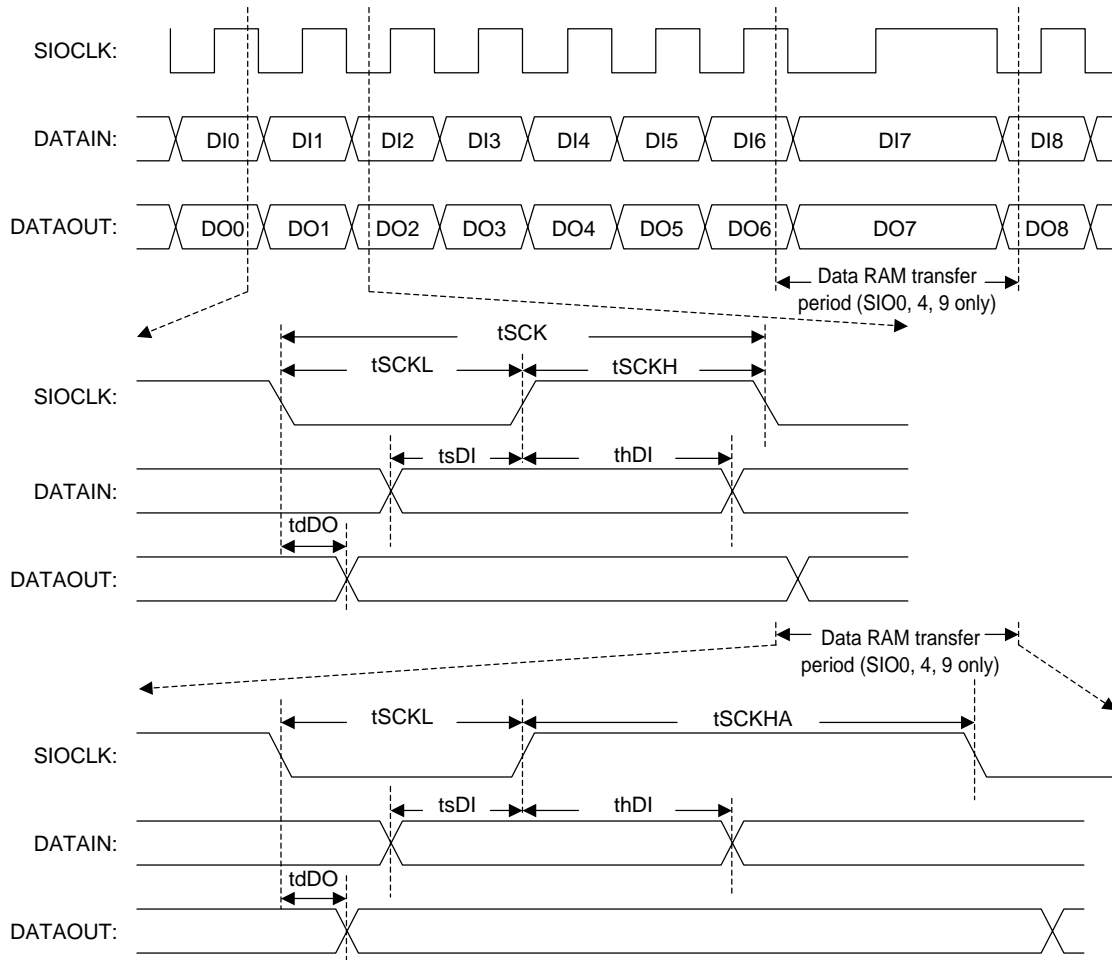 SIOCLK:
DATAIN: DI0 DI1 DI2 DI3 DI4 DI5 DI6 DI7 DI8
DATAOUT: DO0 DO1 DO2 DO3 DO4 DO5 DO6 DO7 DO8
Data RAM transfer
period (SIO0, 4, 9 only)
tSCK
tSCKL tSCKH
SIOCLK:
tsDI thDI
DATAIN:
tdDO
DATAOUT:
Data RAM transfer
period (SIO0, 4, 9 only)
tSCKL tSCKHA
SIOCLK:
tsDI thDI
DATAIN:
tdDO
DATAOUT: